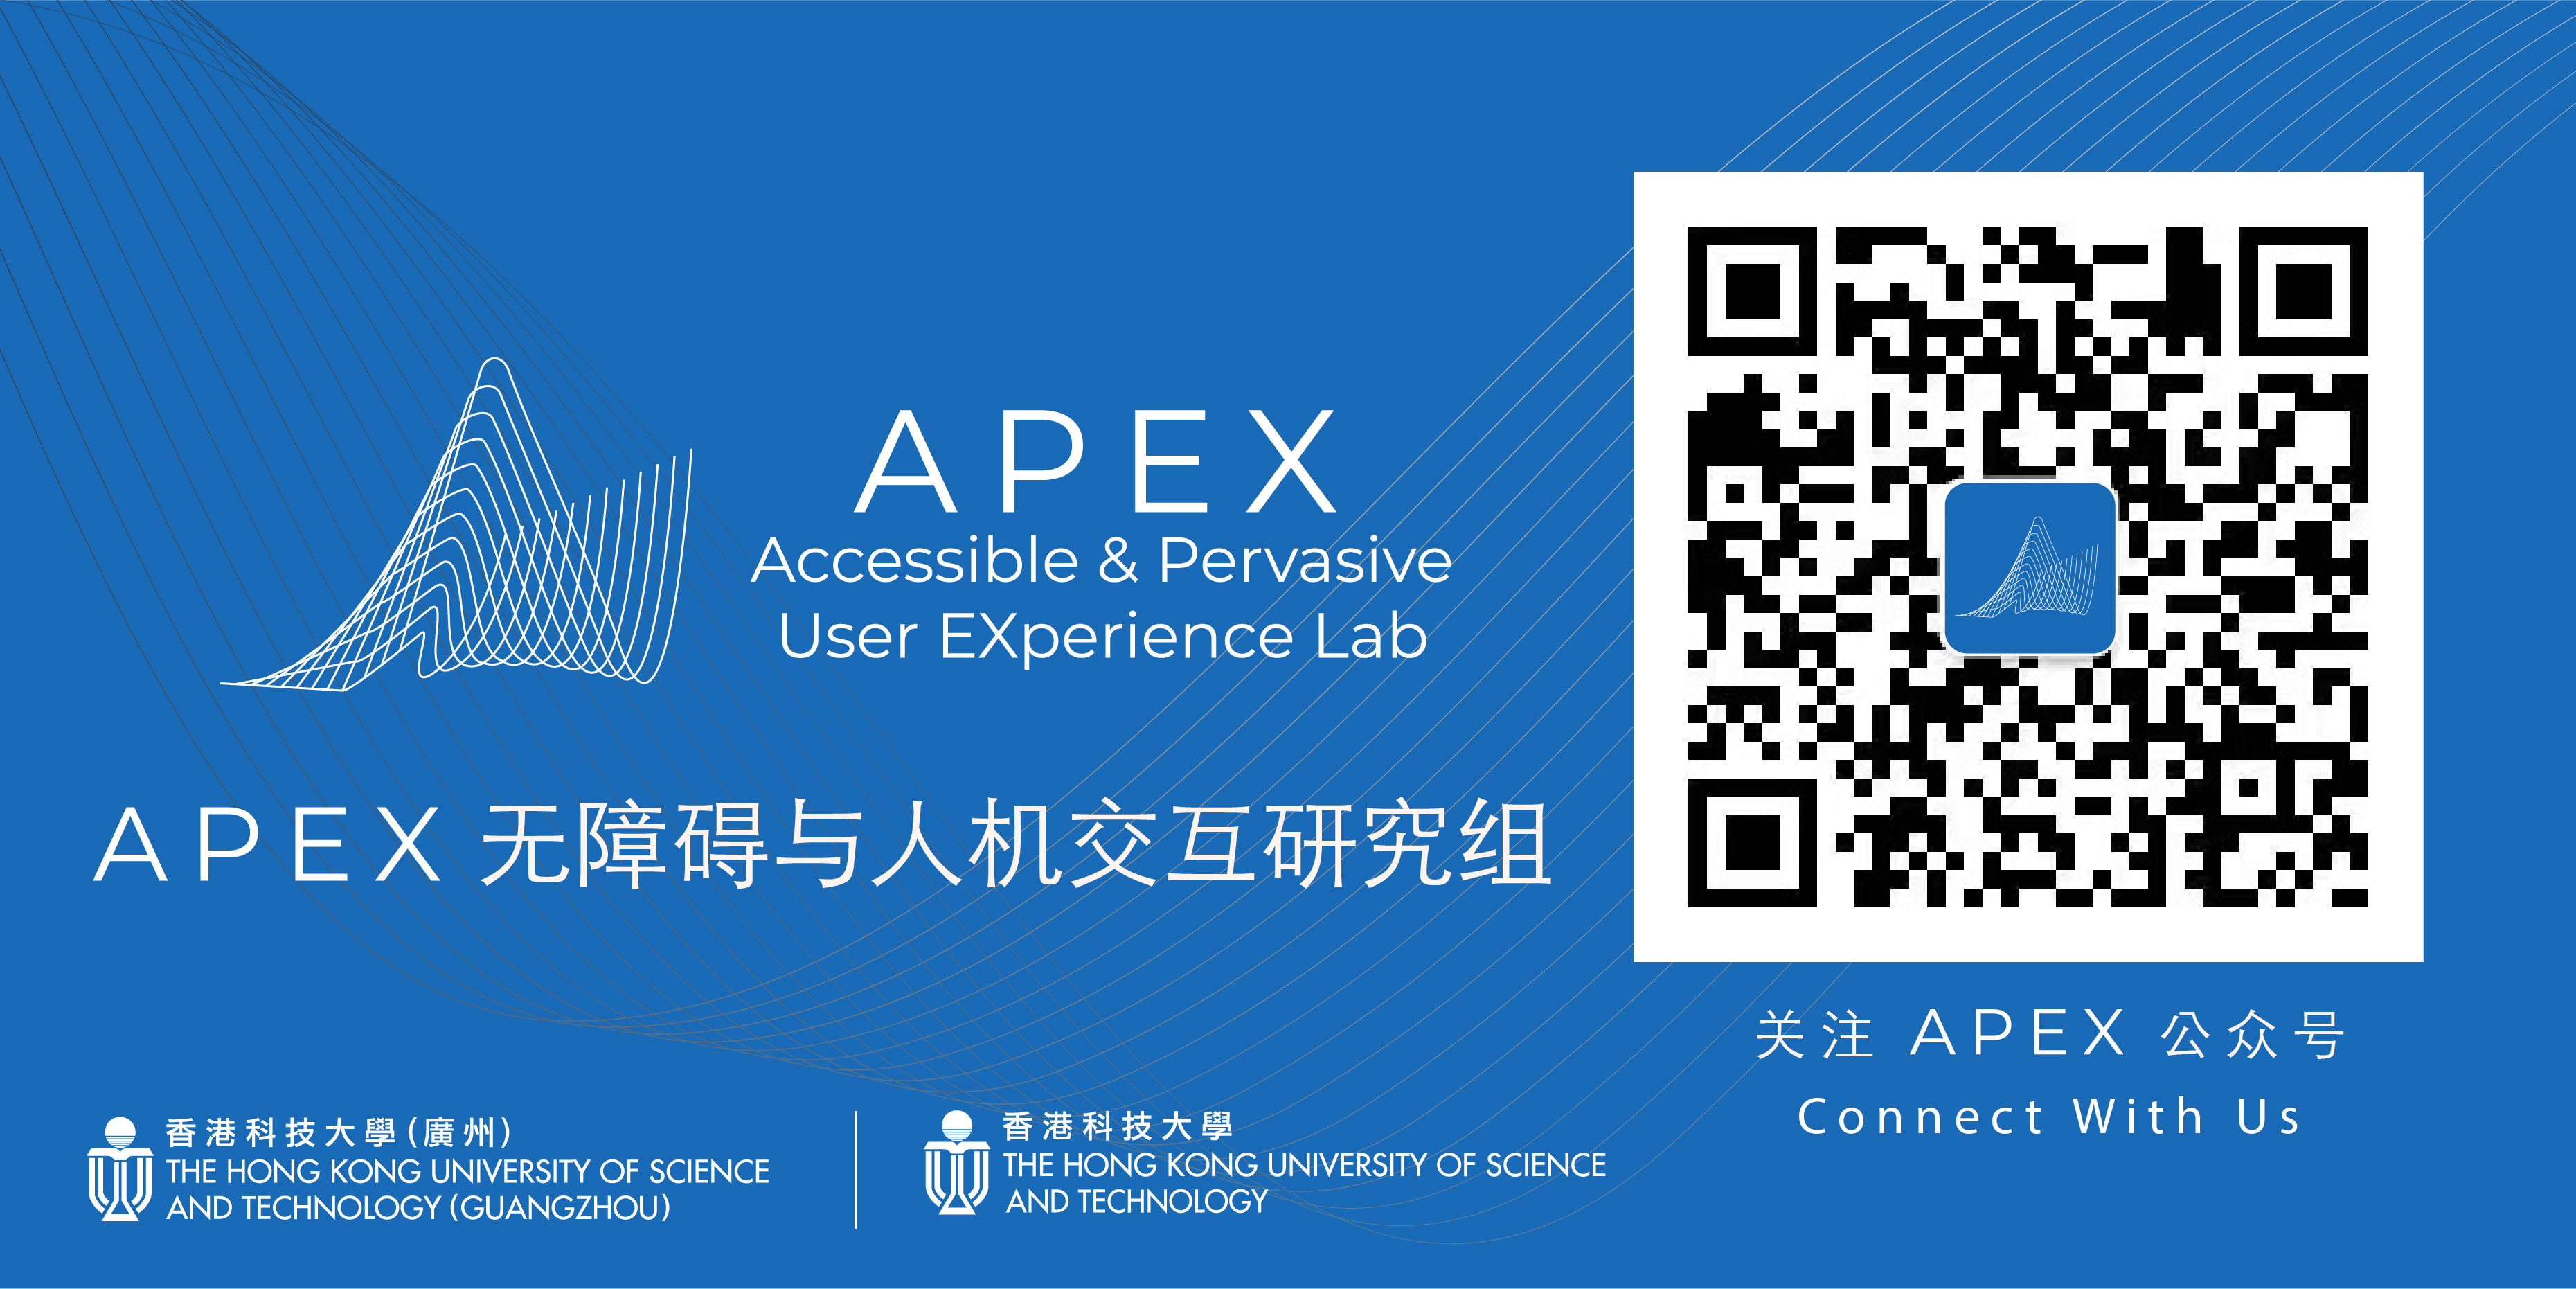 APEX
Accessible & Pervasive
User EXperience Lab
APEX 无障碍与人机交互研究组
关注 APEX 公众号
Connect With Us
香港科技大學(廣州)
THE HONG KONG UNIVERSITY OF SCIENCE
AND TECHNOLOGY (GUANGZHOU)
香港科技大學
THE HONG KONG UNIVERSITY OF SCIENCE
AND TECHNOLOGY